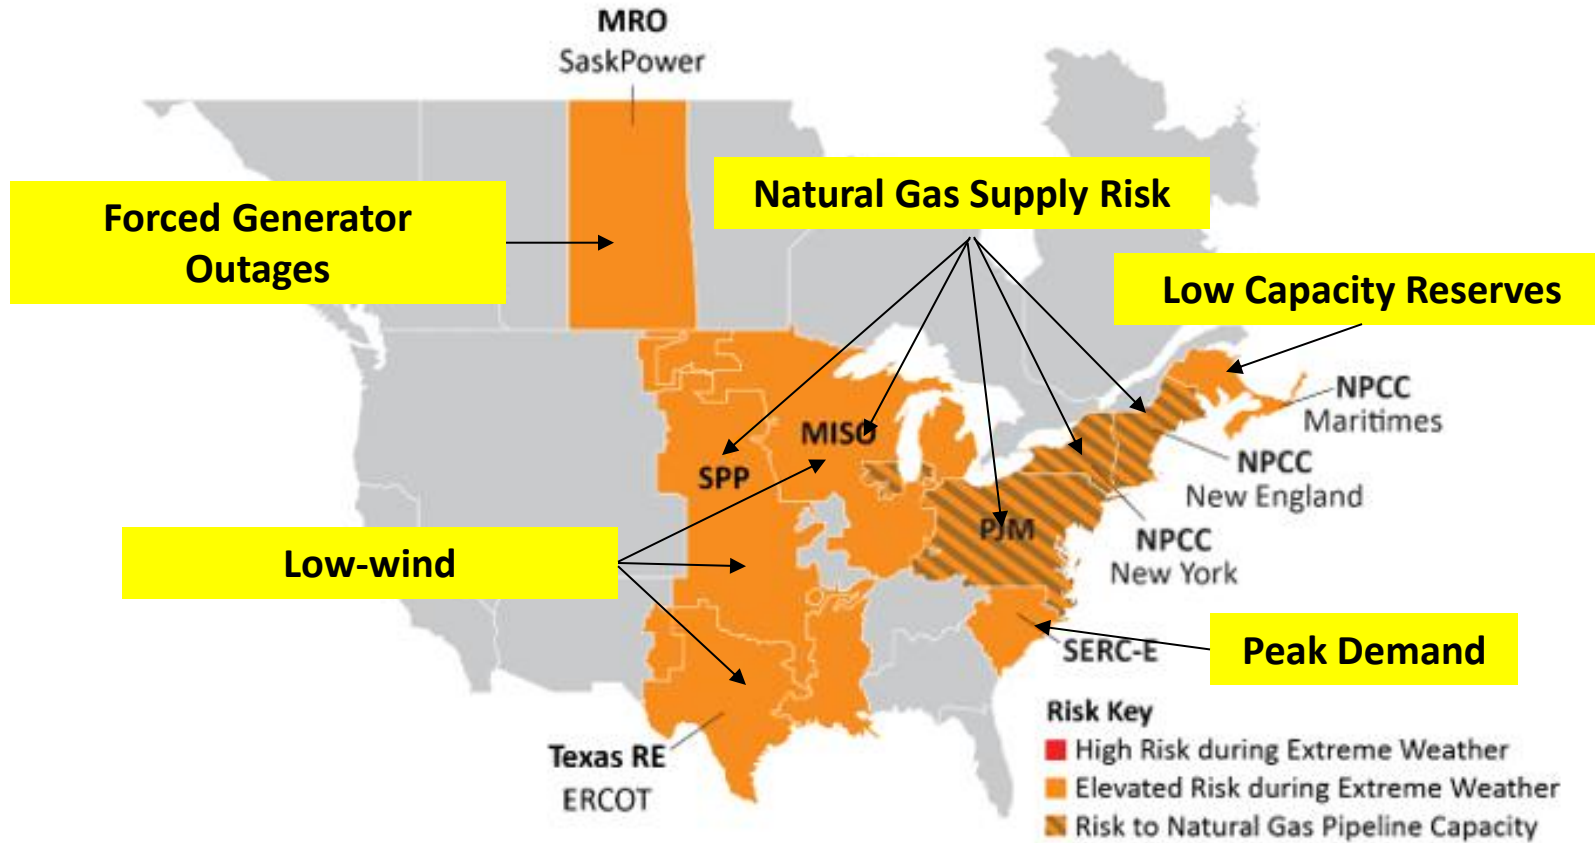 MRO
SaskPower
Natural Gas Supply Risk
Forced Generator
Outages
Low Capacity Reserves
NPCC
Maritimes
MISO
SPP
NPCC
New England
PJM
NPCC
New York
Low-wind
SERC-E
Peak Demand
Texas RE
ERCOT
Risk Key
High Risk during Extreme Weather
Elevated Risk during Extreme Weather
Risk to Natural Gas Pipeline Capacity